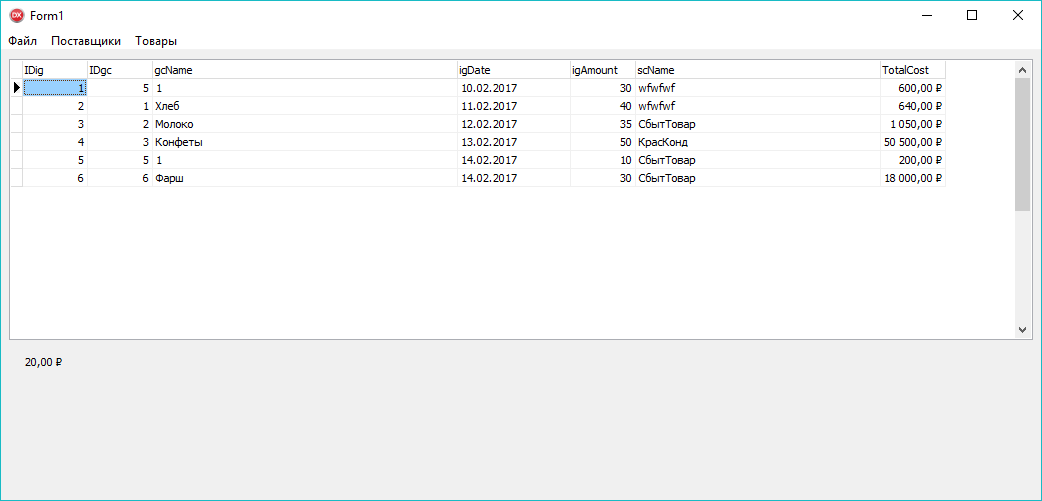 DX Form1
Файл Поставщики Товары
IDig IDgc gcName igDate igAmount scName TotalCost
1 5 1 10.02.2017 30 wfwfwf 600,00 ₽
2 1 Хлеб 11.02.2017 40 wfwfwf 640,00 ₽
3 2 Молоко 12.02.2017 35 СбытТовар 1 050,00 ₽
4 3 Конфеты 13.02.2017 50 КрасКонд 50 500,00 ₽
5 5 1 14.02.2017 10 СбытТовар 200,00 ₽
6 6 Фарш 14.02.2017 30 СбытТовар 18 000,00 ₽
20,00 ₽